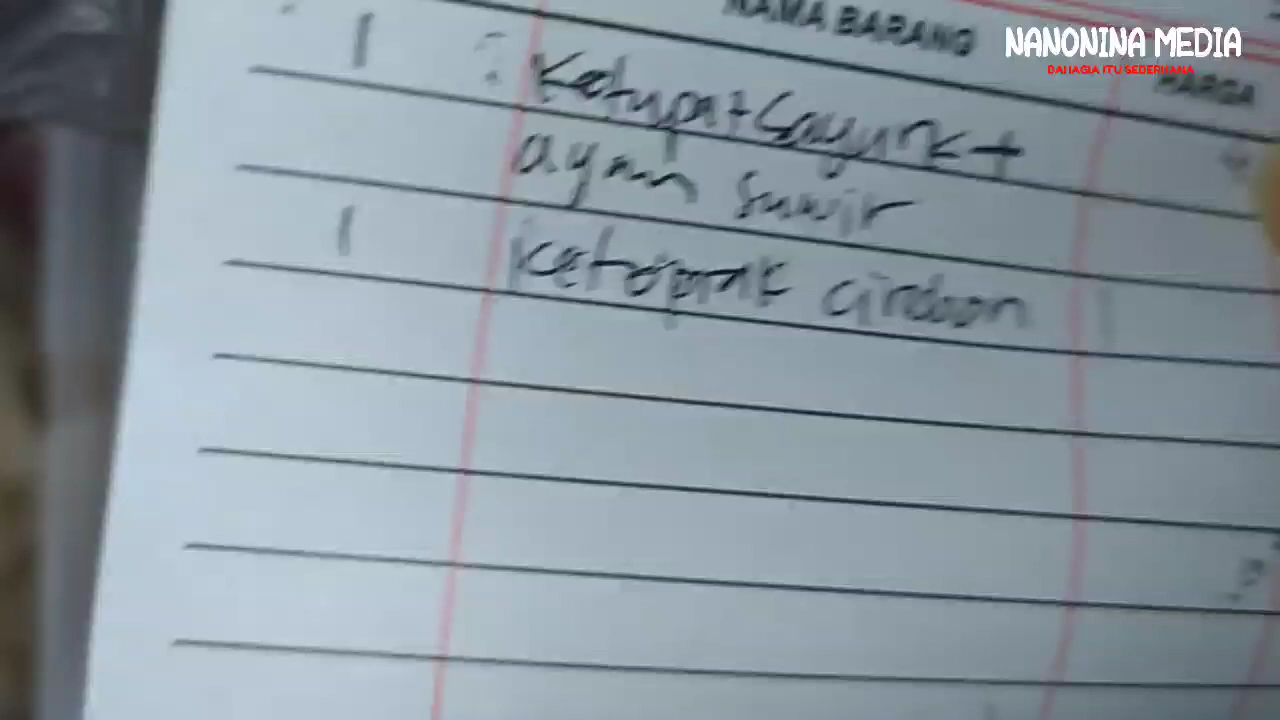 NAMA BARANG
HARGA
NANONINA MEDIA
BAHAGIA ITU SEDERHANA
1 Ketupat Sayur +
ayam Suwir
1 Ketoprak cirebon